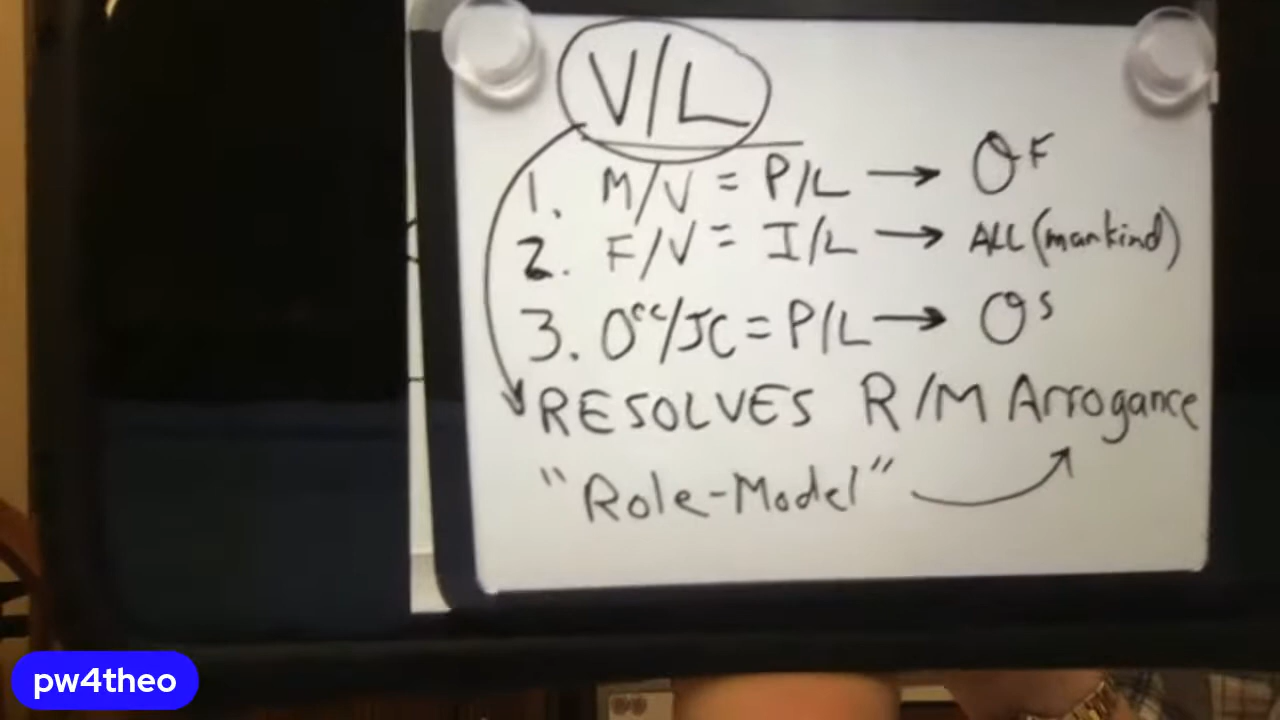 V/L
1. M/V = P/L → O^F
2. F/V = I/L → ALL (mankind)
3. O^cc/JC = P/L → O^S
RESOLVES R/M Arrogance
"Role-Model"
pw4theo